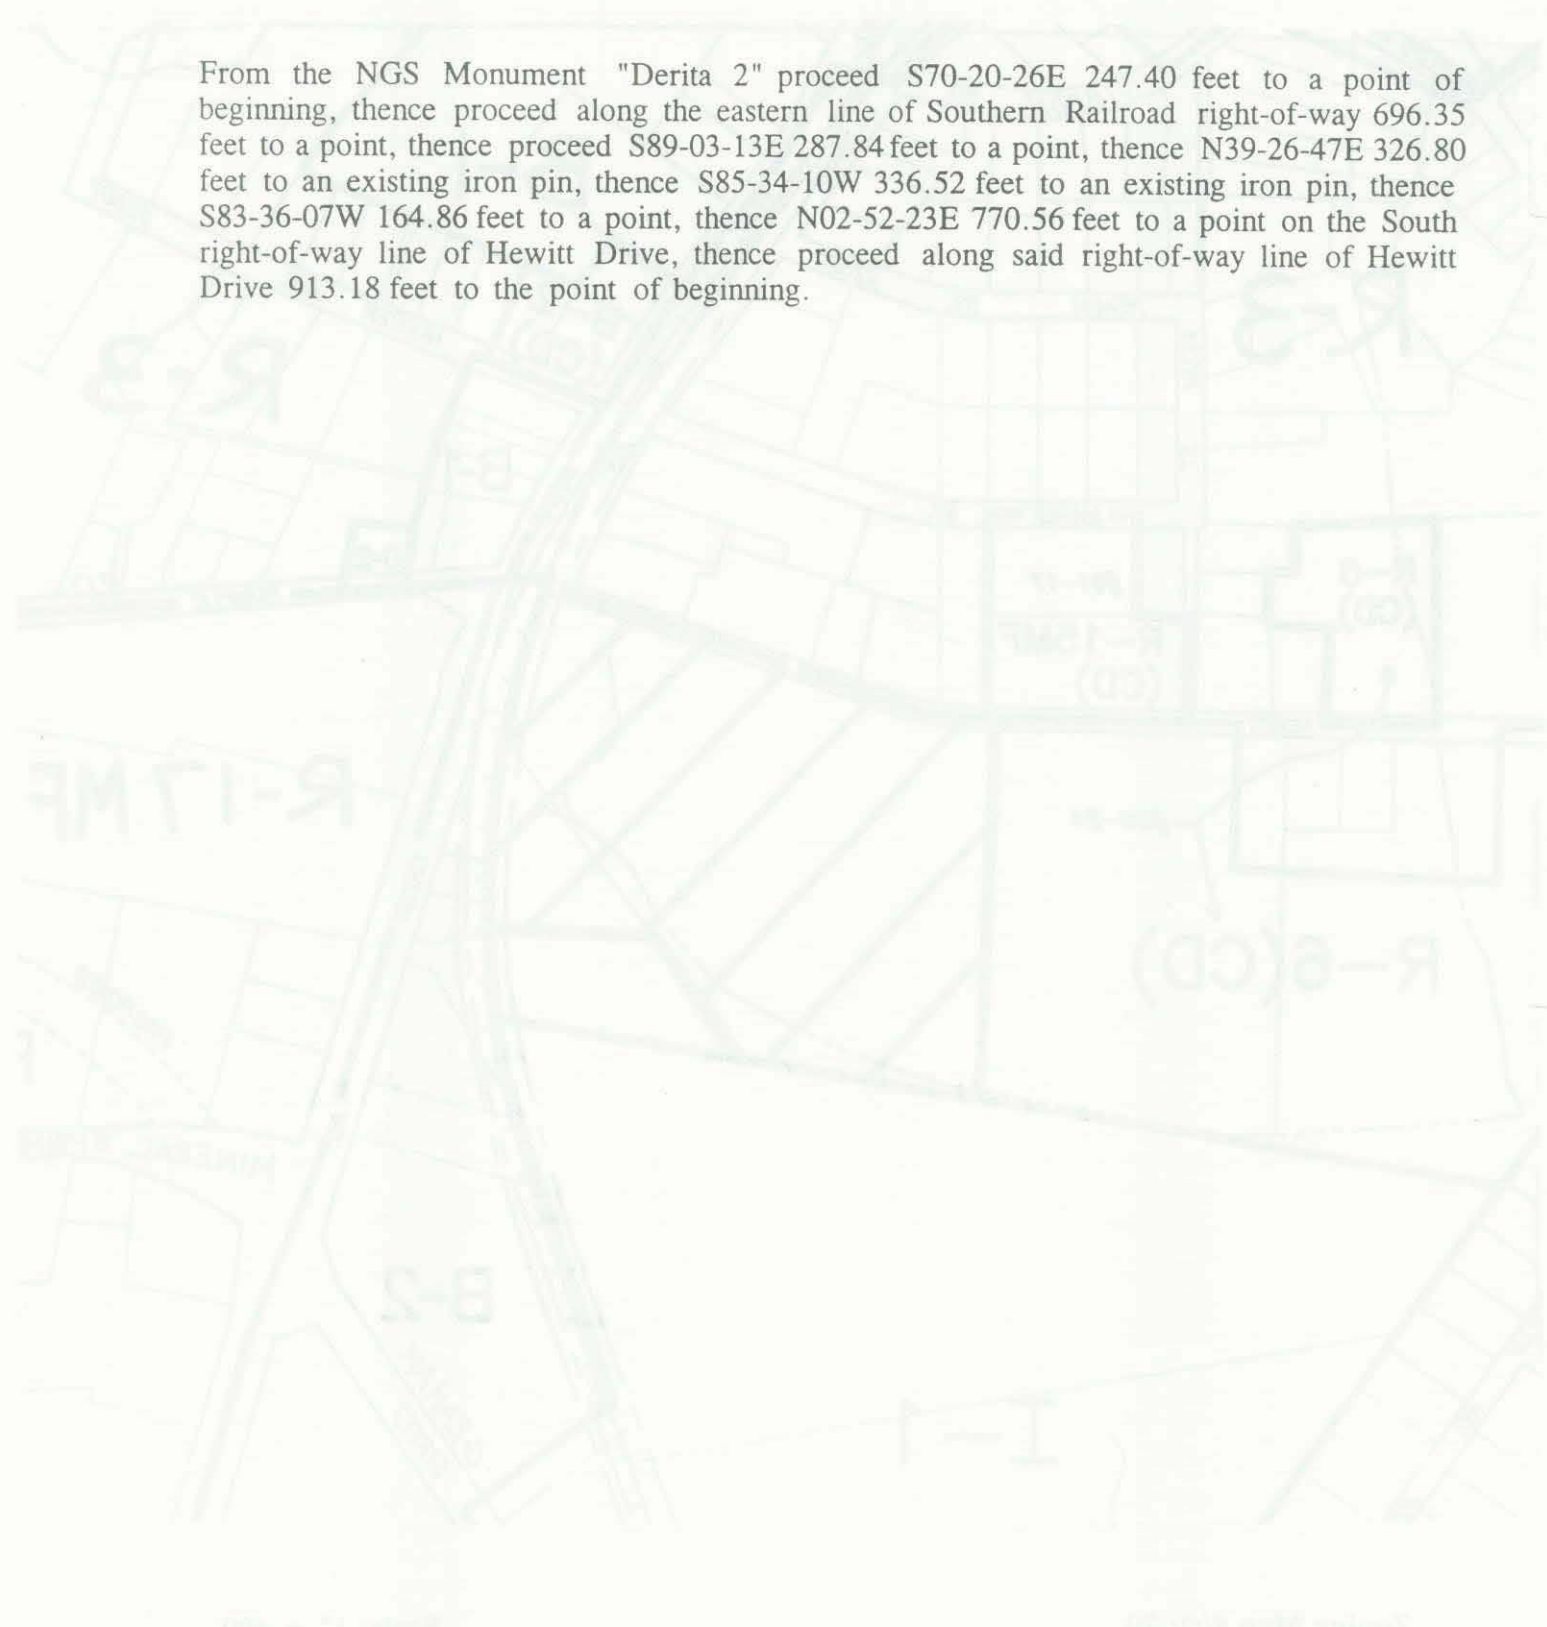 From the NGS Monument "Derita 2" proceed S70-20-26E 247.40 feet to a point of
beginning, thence proceed along the eastern line of Southern Railroad right-of-way 696.35
feet to a point, thence proceed S89-03-13E 287.84 feet to a point, thence N39-26-47E 326.80
feet to an existing iron pin, thence S85-34-10W 336.52 feet to an existing iron pin, thence
S83-36-07W 164.86 feet to a point, thence N02-52-23E 770.56 feet to a point on the South
right-of-way line of Hewitt Drive, thence proceed along said right-of-way line of Hewitt
Drive 913.18 feet to the point of beginning.
R-3
R-3
B-1
R-6
(CD)
R-15MF
(CD)
R-17MF
R-6(CD)
B-2
I-1